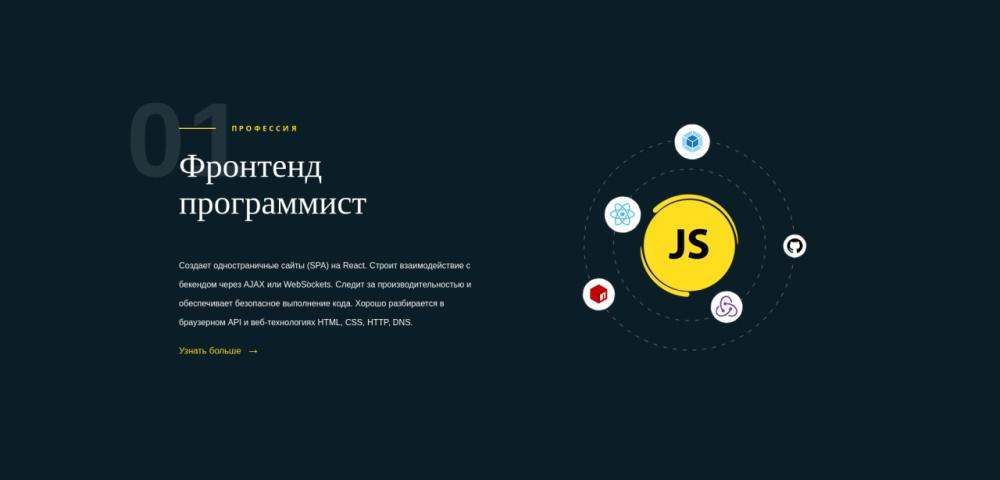 01
ПРОФЕССИЯ
Фронтенд
программист
Создает одностраничные сайты (SPA) на React. Строит взаимодействие с
бекендом через AJAX или WebSockets. Следит за производительностью и
обеспечивает безопасное выполнение кода. Хорошо разбирается в
браузерном API и веб-технологиях HTML, CSS, HTTP, DNS.
Узнать больше →
JS